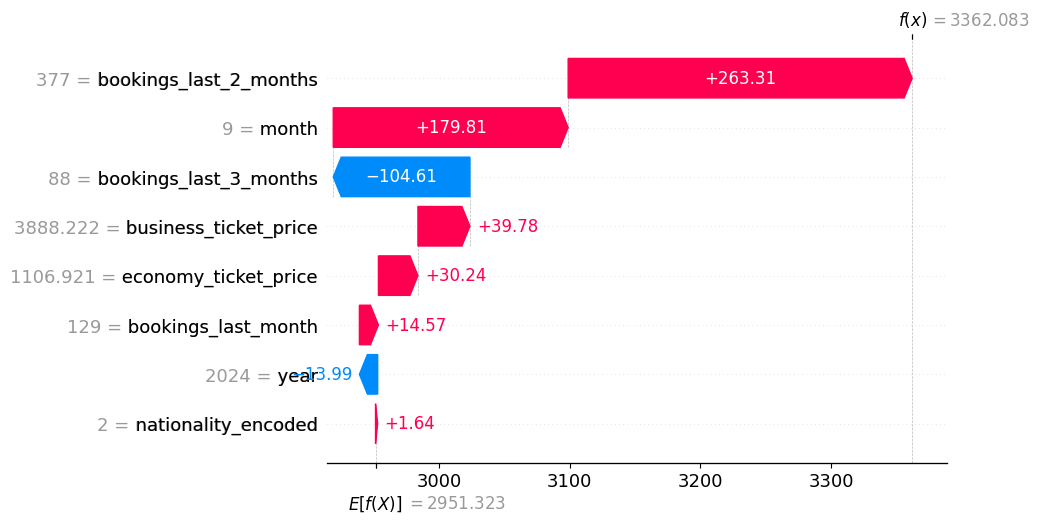 f(x) = 3362.083
377 = bookings_last_2_months +263.31
9 = month +179.81
88 = bookings_last_3_months −104.61
3888.222 = business_ticket_price +39.78
1106.921 = economy_ticket_price +30.24
129 = bookings_last_month +14.57
2024 = year −13.99
2 = nationality_encoded +1.64
3000 3100 3200 3300
E[f(X)] = 2951.323